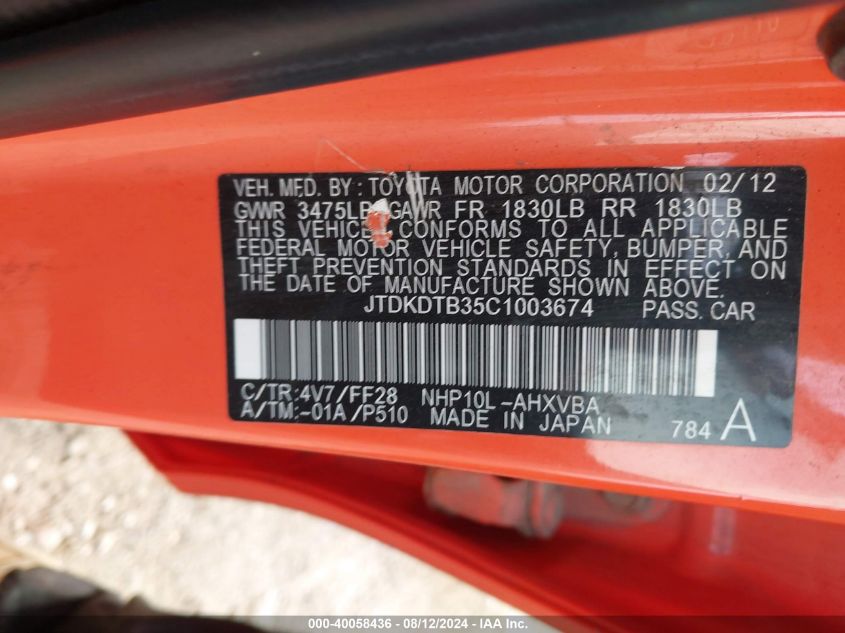 VEH. MFD. BY : TOYOTA MOTOR CORPORATION 02/12
GVWR 3475LB GAWR FR 1830LB RR 1830LB
THIS VEHICLE CONFORMS TO ALL APPLICABLE
FEDERAL MOTOR VEHICLE SAFETY, BUMPER, AND
THEFT PREVENTION STANDARDS IN EFFECT ON
THE DATE OF MANUFACTURE SHOWN ABOVE.
JTDKDTB35C1003674 PASS. CAR
C/TR:4V7/FF28 NHP10L-AHXVBA
A/TM:-01A/P510 MADE IN JAPAN 784 A
000-40058436 - 08/12/2024 - IAA Inc.